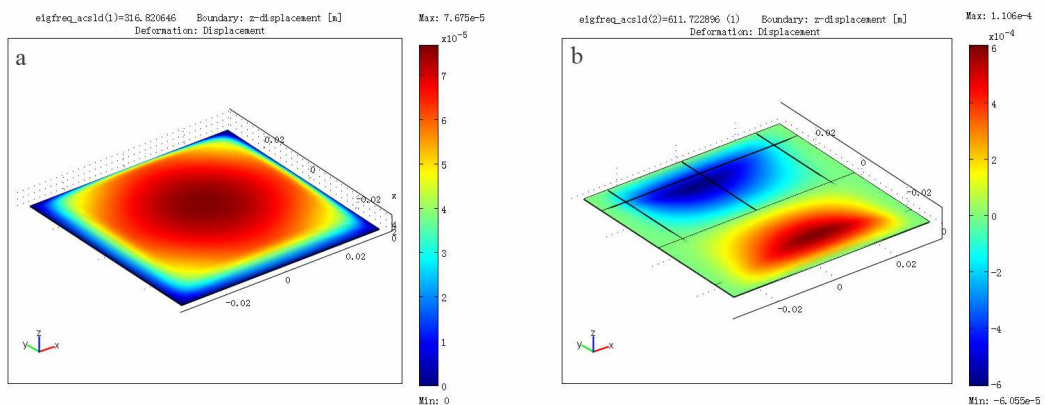 eigfreq_acsld(1)=316.820646 Boundary: z-displacement [m]
Deformation: Displacement
Max: 7.675e-5
x10-5
a
7
6
5
4
3
2
1
0
Min: 0
0.02
0
-0.02
x
0
0.02
0
-0.02
z
y
x
eigfreq_acsld(2)=611.722896 (1) Boundary: z-displacement [m]
Deformation: Displacement
Max: 1.106e-4
x10-4
b
6
4
2
0
-2
-4
-6
Min: -6.055e-5
0.02
0
-0.02
0
0.02
0
-0.02
z
y
x